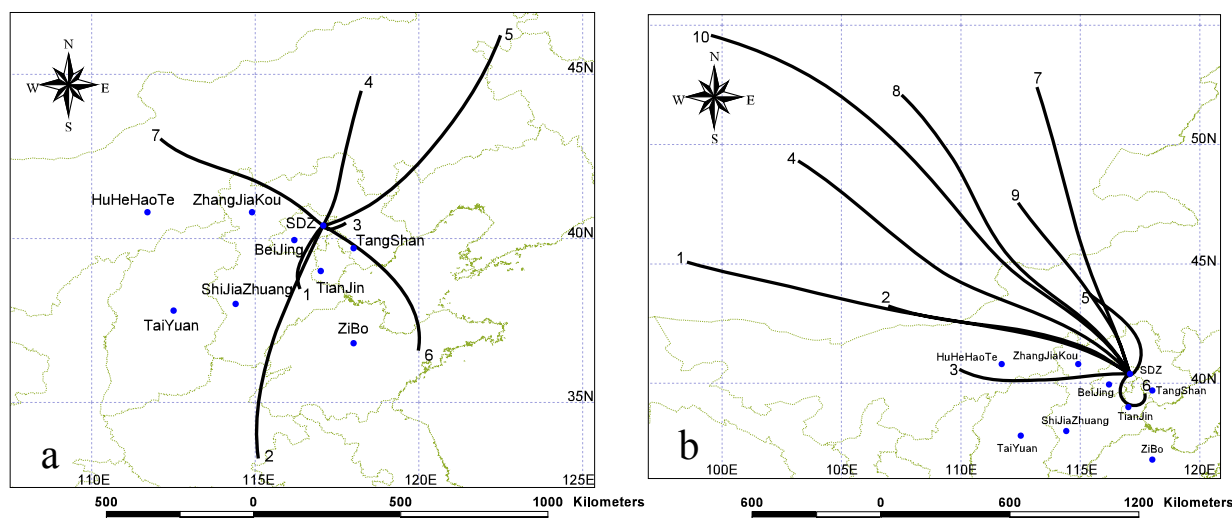 N
W E
S
5
45N
4
7
HuHeHaoTe ZhangJiaKou
SDZ 3
40N
BeiJing TangShan
ShiJiaZhuang 1 TianJin
TaiYuan ZiBo
6
35N
2
a
110E 115E 120E 125E
500 0 500 1000 Kilometers
10
N
W E
S
7
8
50N
4
9
45N
1
2 5
HuHeHaoTe ZhangJiaKou
3 SDZ
40N
BeiJing 6 TangShan
TianJin
ShiJiaZhuang
TaiYuan ZiBo
b
100E 105E 110E 115E 120E
600 0 600 1200 Kilometers